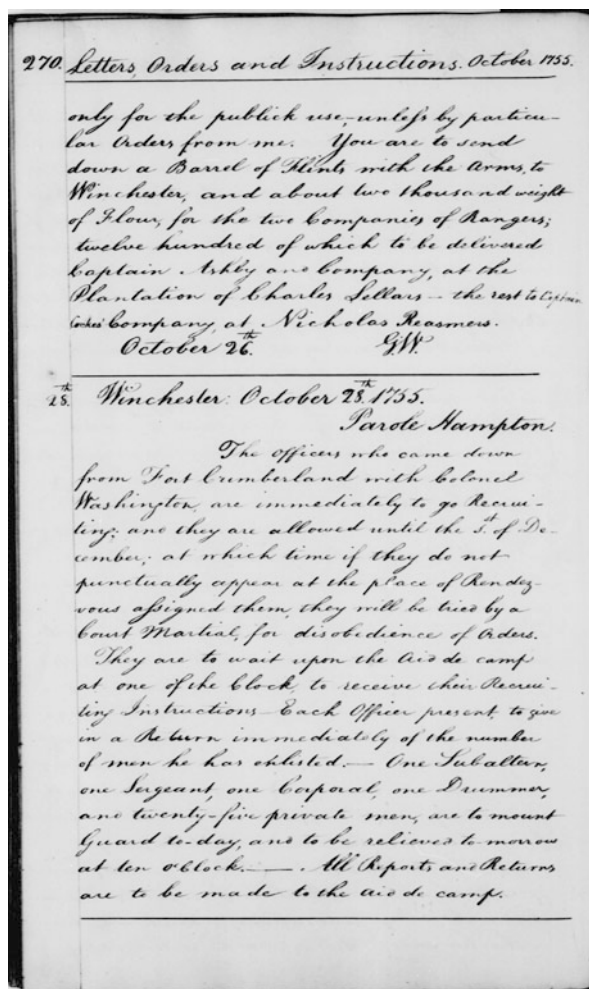 270. Letters, Orders and Instructions. October 1755.
only for the publick use, unless by particu-
lar Orders from me. You are to send
down a Barrel of Flints with the Arms, to
Winchester, and about two thousand weight
of Flour, for the two Companies of Rangers;
twelve hundred of which to be delivered
Captain Ashby and Company, at the
Plantation of Charles Sellars — the rest to Captain
Cockes' Company, at Nicholas Reasmers.
October 26th. G.W.
28th. Winchester: October 28th. 1755.
Parole Hampton.
The officers who came down
from Fort Cumberland with Colonel
Washington, are immediately to go Recrui-
ting; and they are allowed until the 1st. of De-
cember; at which time if they do not
punctually appear at the place of Rendez-
vous assigned them, they will be tried by a
Court Martial, for disobedience of Orders.
They are to wait upon the Aid de camp
at one of the Clock, to receive their Recrui-
ting Instructions — Each Officer present, to give
in a Return immediately of the number
of men he has enlisted. — One Subaltern,
one Sergeant, one Corporal, one Drummer,
and twenty-five private men, are to mount
Guard to-day, and to be relieved to-morrow
at ten o'Clock. — . All Reports and Returns
are to be made to the Aid de camp.